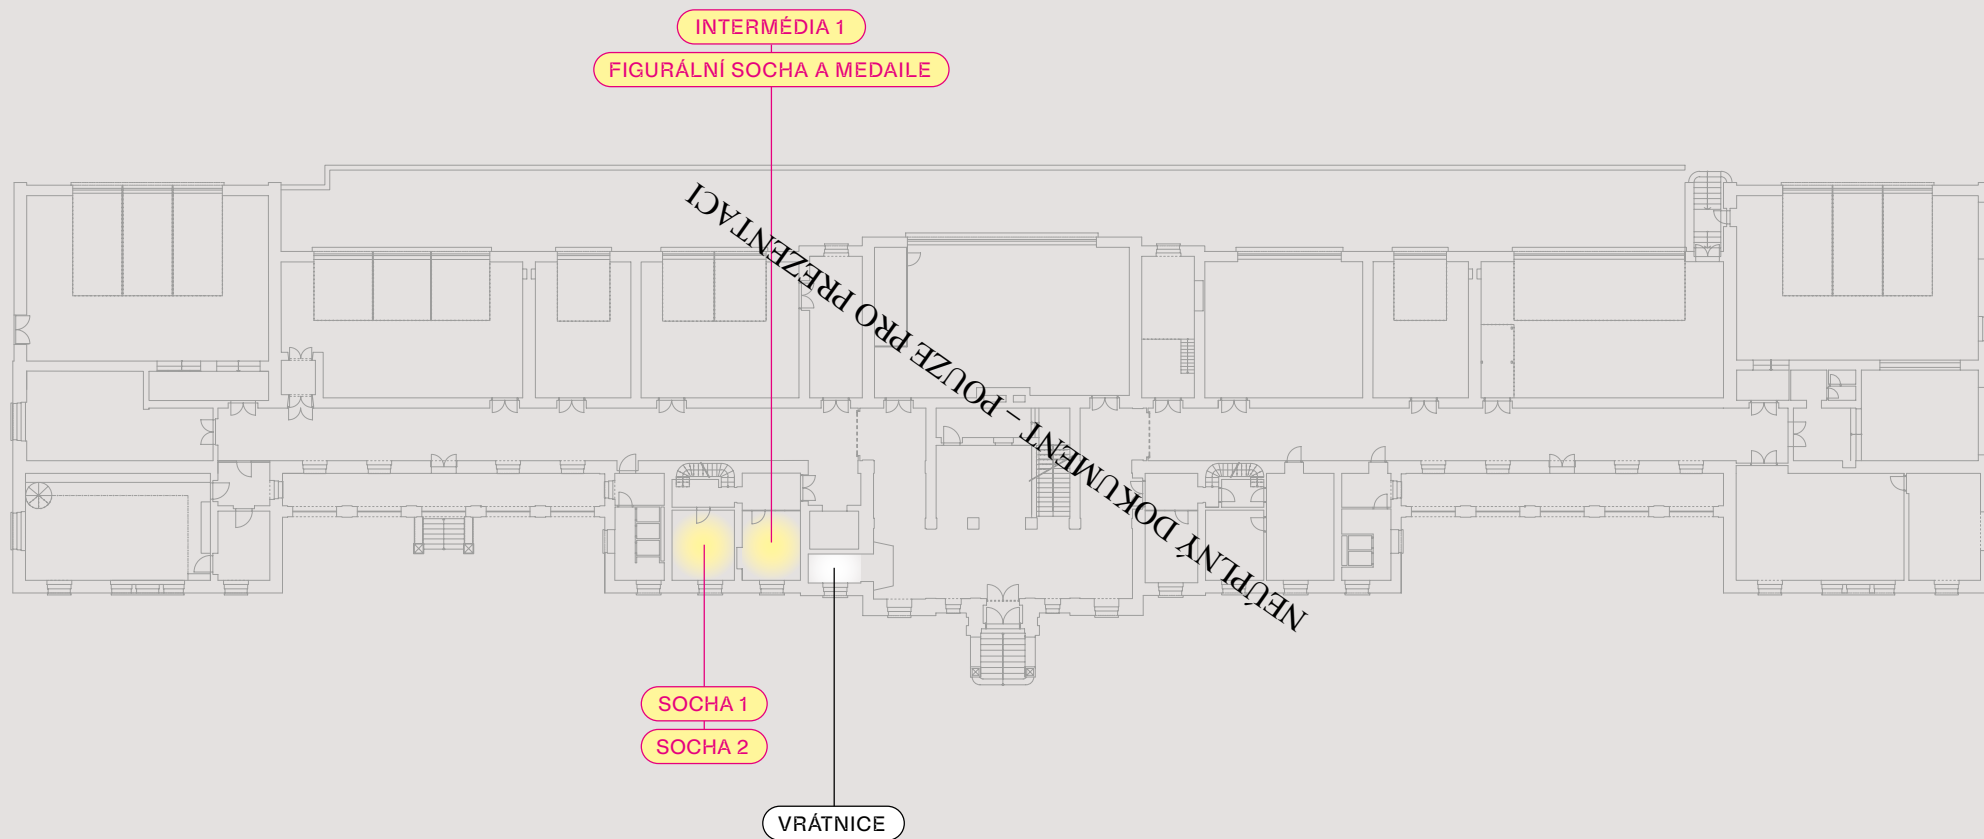 INTERMÉDIA 1
FIGURÁLNÍ SOCHA A MEDAILE
NEÚPLNÝ DOKUMENT – POUZE PRO PREZENTACI
SOCHA 1
SOCHA 2
VRÁTNICE